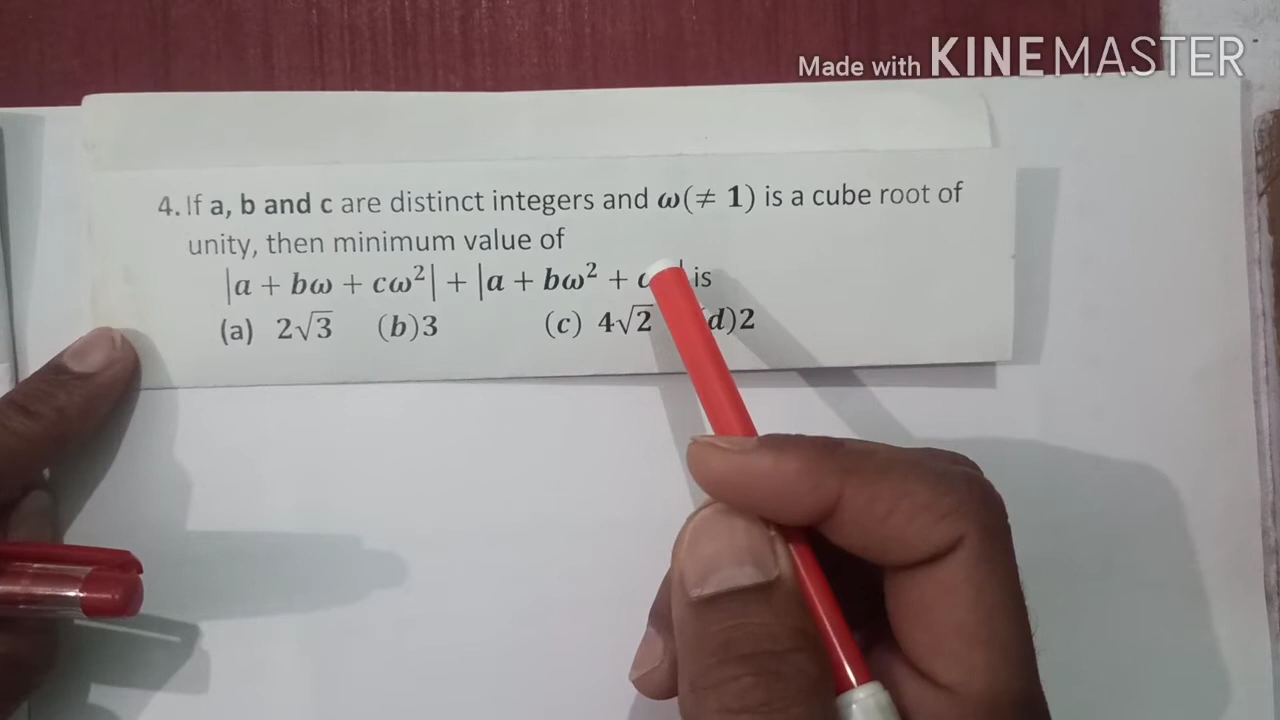 Made with KINEMASTER
4. If a, b and c are distinct integers and ω(≠ 1) is a cube root of
unity, then minimum value of
|a + bω + cω²| + |a + bω² + c | is
(a) 2√3 (b)3 (c) 4√2 d)2